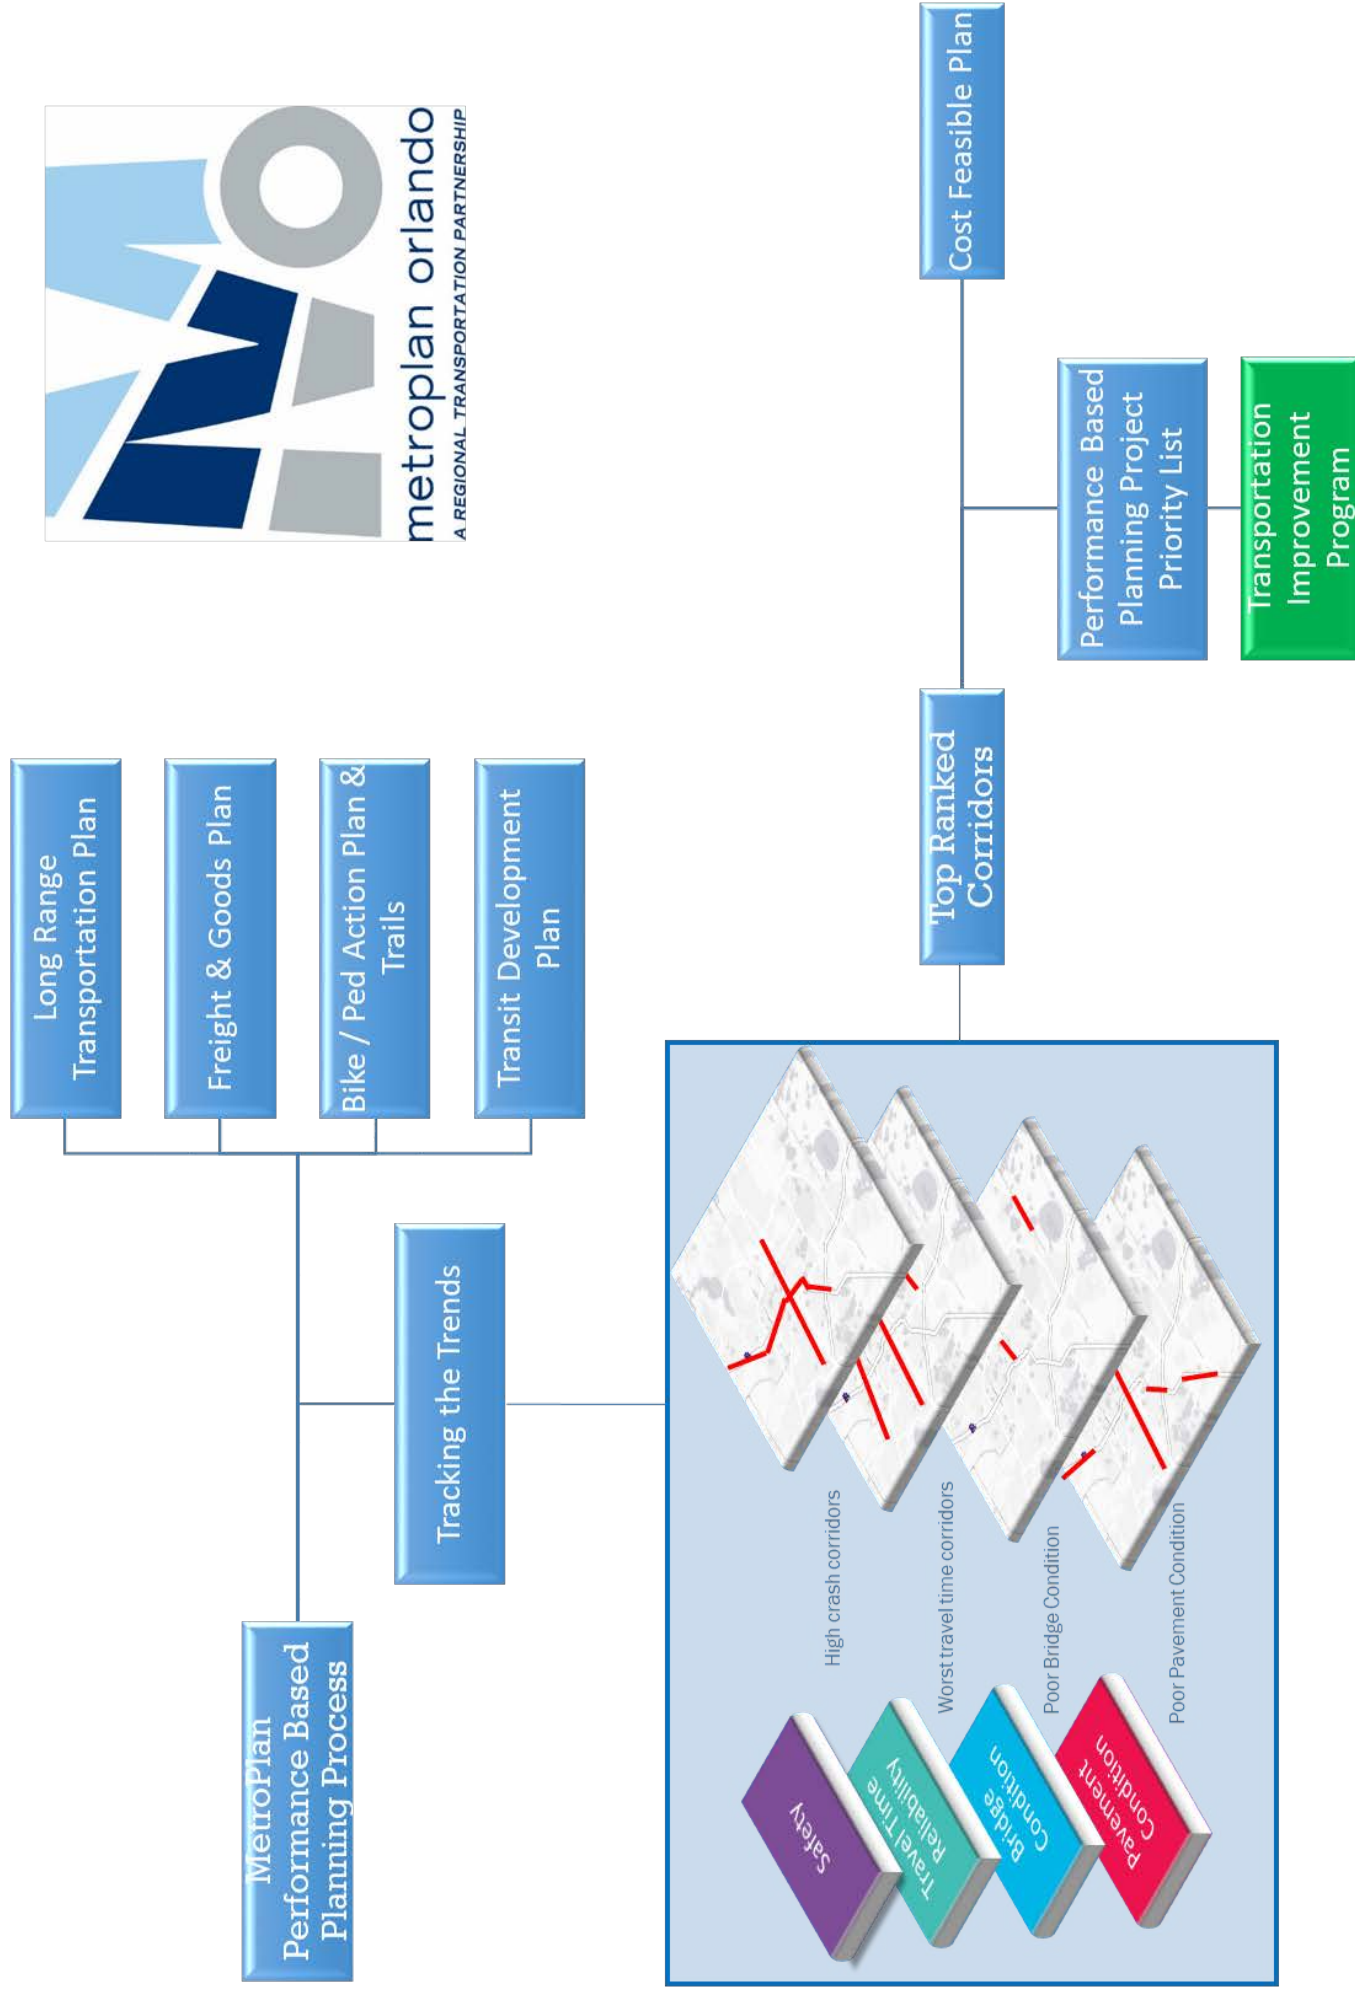 MetroPlan
Performance Based
Planning Process
Long Range
Transportation Plan
Freight & Goods Plan
Bike / Ped Action Plan &
Trails
Transit Development
Plan
metroplan orlando
A REGIONAL TRANSPORTATION PARTNERSHIP
Tracking the Trends
Safety
Travel Time
Reliability
Bridge
Condition
Pavement
Condition
High crash corridors
Worst travel time corridors
Poor Bridge Condition
Poor Pavement Condition
Top Ranked
Corridors
Cost Feasible Plan
Performance Based
Planning Project
Priority List
Transportation
Improvement
Program